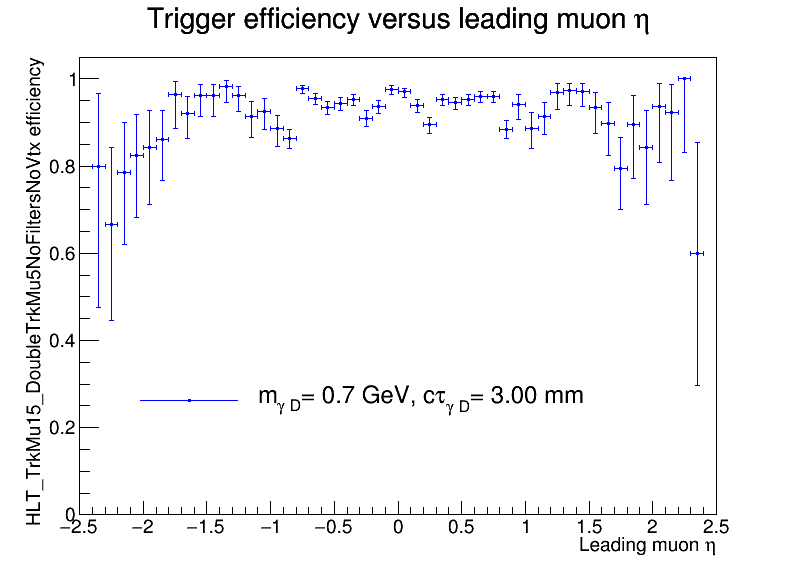 Trigger efficiency versus leading muon η
HLT_TrkMu15_DoubleTrkMu5NoFiltersNoVtx efficiency
1
0.8
0.6
0.4
0.2
0
mγ D= 0.7 GeV, cτγ D= 3.00 mm
−2.5 −2 −1.5 −1 −0.5 0 0.5 1 1.5 2 2.5
Leading muon η